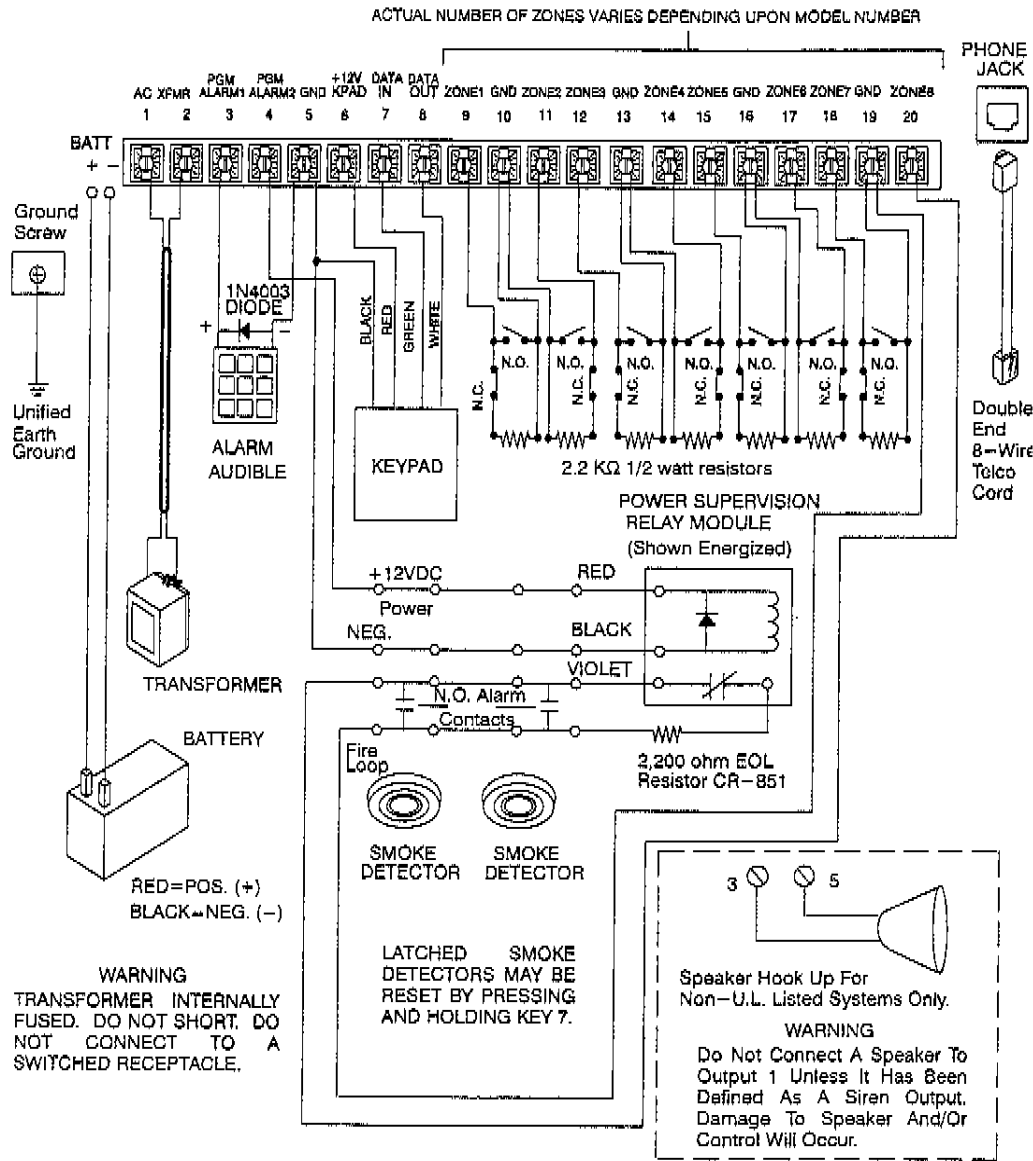 ACTUAL NUMBER OF ZONES VARIES DEPENDING UPON MODEL NUMBER
PHONE
JACK
AC XFMR PGM ALARM1 PGM ALARM2 GND +12V KPAD DATA IN DATA OUT ZONE1 GND ZONE2 ZONE3 GND ZONE4 ZONE5 GND ZONE6 ZONE7 GND ZONE8
1 2 3 4 5 6 7 8 9 10 11 12 13 14 15 16 17 18 19 20
BATT
+ −
Ground
Screw
1N4003
DIODE
+ −
BLACK
RED
GREEN
WHITE
N.O. N.O. N.O. N.O. N.O. N.O. N.O.
N.C. N.C. N.C. N.C. N.C. N.C. N.C.
Unified
Earth
Ground
ALARM
AUDIBLE
KEYPAD
2.2 KΩ 1/2 watt resistors
Double
End
8-Wire
Telco
Cord
POWER SUPERVISION
RELAY MODULE
(Shown Energized)
+12VDC
Power
RED
NEG.
BLACK
VIOLET
N.O. Alarm
Contacts
Fire
Loop
2,200 ohm EOL
Resistor CR-851
TRANSFORMER
BATTERY
SMOKE
DETECTOR
SMOKE
DETECTOR
RED=POS. (+)
BLACK=NEG. (−)
3 5
LATCHED SMOKE
DETECTORS MAY BE
RESET BY PRESSING
AND HOLDING KEY 7.
WARNING
TRANSFORMER INTERNALLY
FUSED. DO NOT SHORT. DO
NOT CONNECT TO A
SWITCHED RECEPTACLE.
Speaker Hook Up For
Non-U.L. Listed Systems Only.
WARNING
Do Not Connect A Speaker To
Output 1 Unless It Has Been
Defined As A Siren Output.
Damage To Speaker And/Or
Control Will Occur.